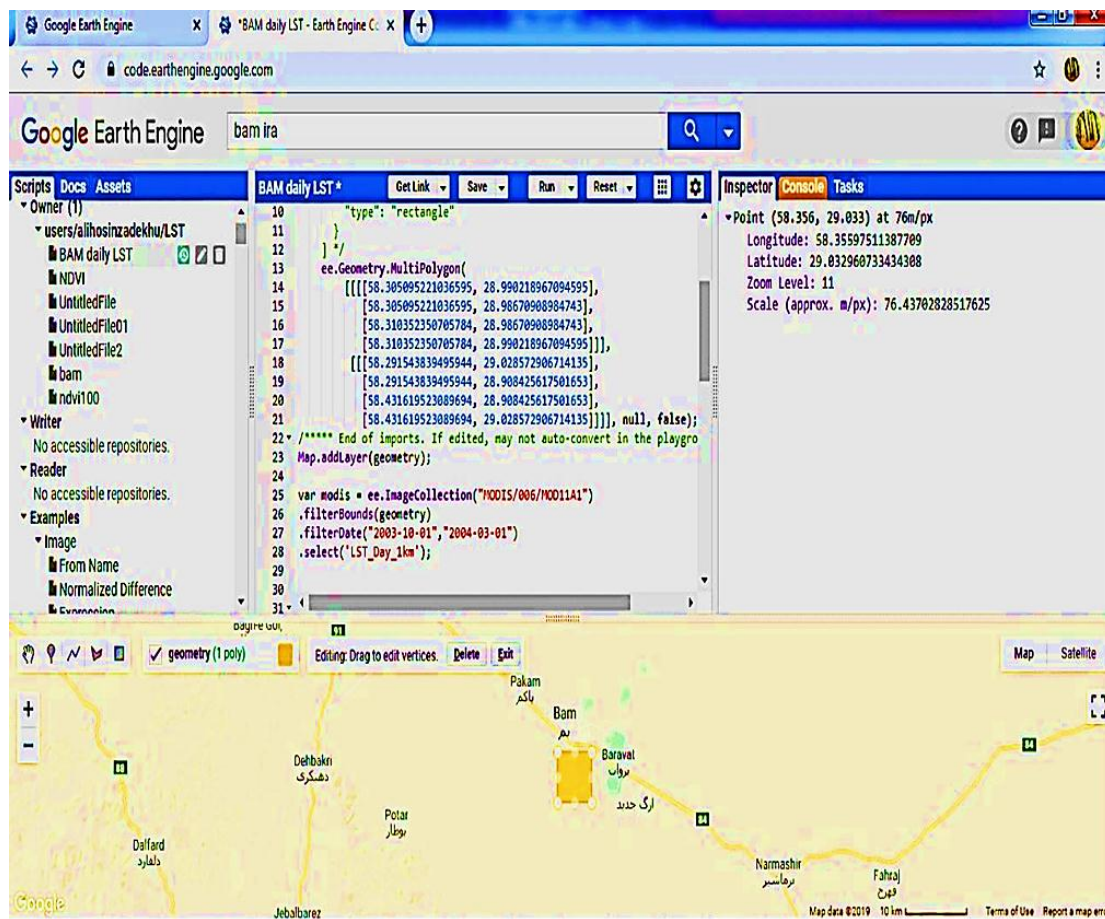 Google Earth Engine X
*BAM daily LST - Earth Engine Co X
+
code.earthengine.google.com
Google Earth Engine
bam ira
Scripts Docs Assets
Owner (1)
users/alihosinzadekhu/LST
BAM daily LST
NDVI
UntitledFile
UntitledFile01
UntitledFile2
bam
ndvi100
Writer
No accessible repositories.
Reader
No accessible repositories.
Examples
Image
From Name
Normalized Difference
Expression
BAM daily LST *
Get Link Save Run Reset
10 "type": "rectangle"
11 }
12 ] */
13 ee.Geometry.MultiPolygon(
14 [[[[58.305095221036595, 28.990218967094595],
15 [58.305095221036595, 28.98670908984743],
16 [58.310352350705784, 28.98670908984743],
17 [58.310352350705784, 28.990218967094595]]],
18 [[[58.291543839495944, 29.028572906714135],
19 [58.291543839495944, 28.908425617501653],
20 [58.431619523089694, 28.908425617501653],
21 [58.431619523089694, 29.028572906714135]]]], null, false);
22 /***** End of imports. If edited, may not auto-convert in the playgro
23 Map.addLayer(geometry);
24
25 var modis = ee.ImageCollection("MODIS/006/MOD11A1")
26 .filterBounds(geometry)
27 .filterDate("2003-10-01","2004-03-01")
28 .select('LST_Day_1km');
29
30
31
Inspector Console Tasks
Point (58.356, 29.033) at 76m/px
Longitude: 58.35597511387709
Latitude: 29.032960733434308
Zoom Level: 11
Scale (approx. m/px): 76.43702828517625
geometry (1 poly)
Editing: Drag to edit vertices. Delete Exit
Map Satellite
+
-
91
Pakam
پاکم
Bam
بم
Baravat
بروات
84
88
Dehbakri
دهبکری
ارگ جدید
Potar
بوطار
84
Dalfard
دلفارد
Narmashir
نرماشیر
Fahraj
فهرج
Jebalbarez
Google
Map data ©2019 10 km Terms of Use Report a map erro